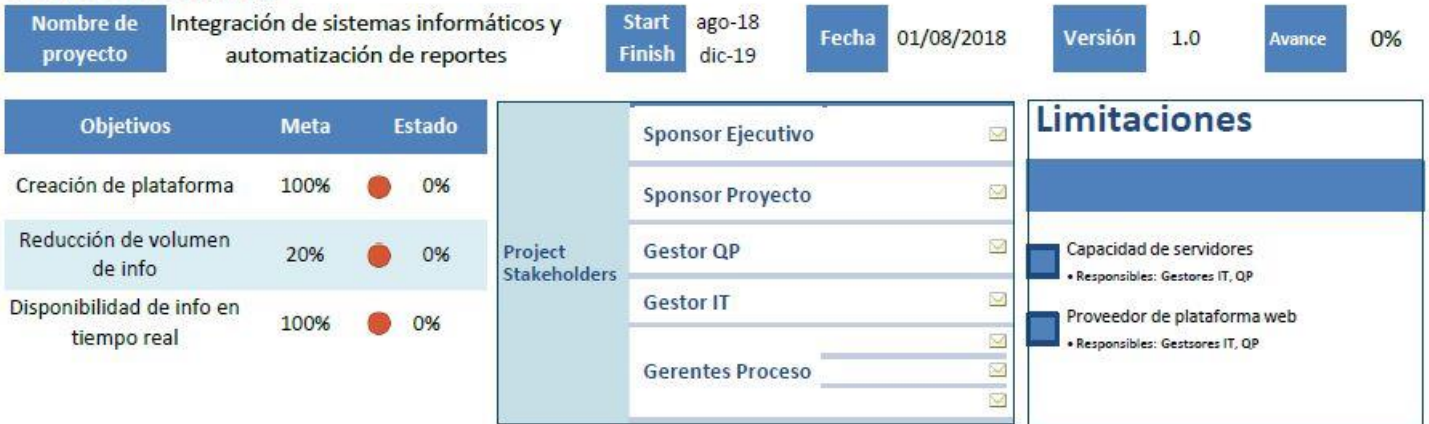 Nombre de proyecto
Integración de sistemas informáticos y
automatización de reportes
Start ago-18
Finish dic-19
Fecha 01/08/2018
Versión 1.0
Avance 0%
Objetivos Meta Estado
Creación de plataforma 100% 0%
Reducción de volumen
de info
20% 0%
Disponibilidad de info en
tiempo real
100% 0%
Project
Stakeholders
Sponsor Ejecutivo
Sponsor Proyecto
Gestor QP
Gestor IT
Gerentes Proceso
Limitaciones
Capacidad de servidores
• Responsibles: Gestores IT, QP
Proveedor de plataforma web
• Responsibles: Gestsores IT, QP